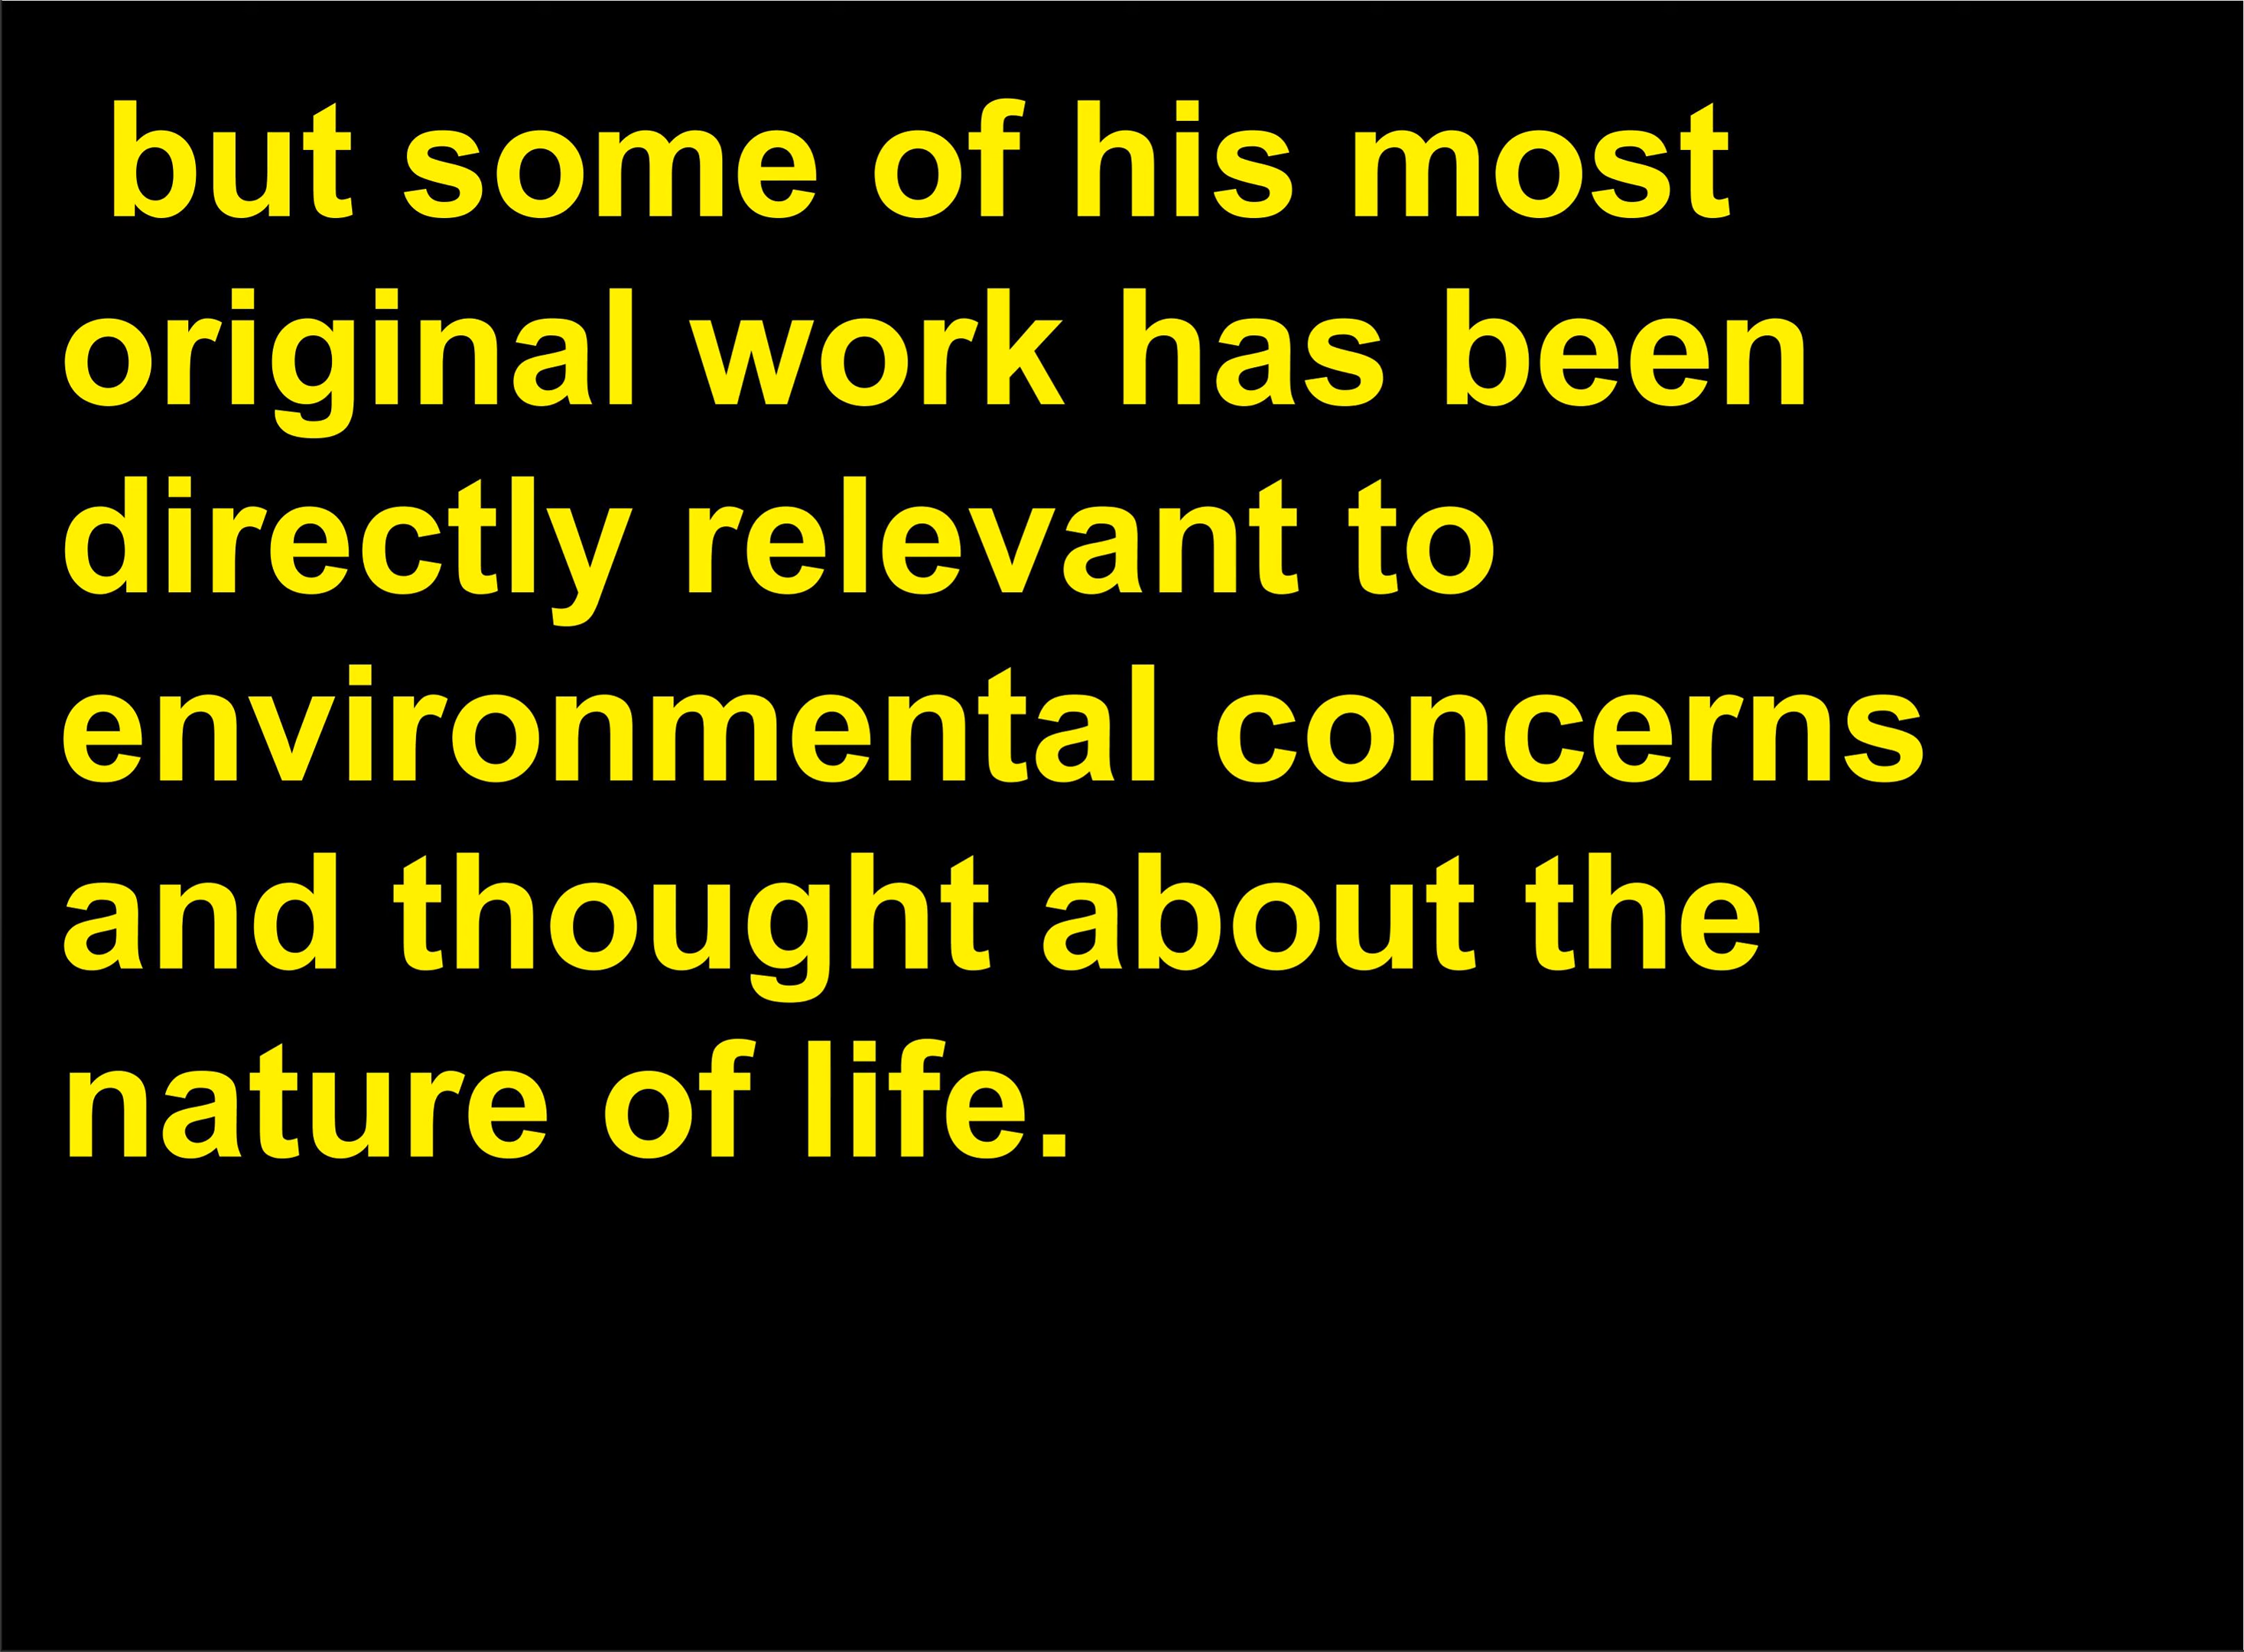 but some of his most
original work has been
directly relevant to
environmental concerns
and thought about the
nature of life.